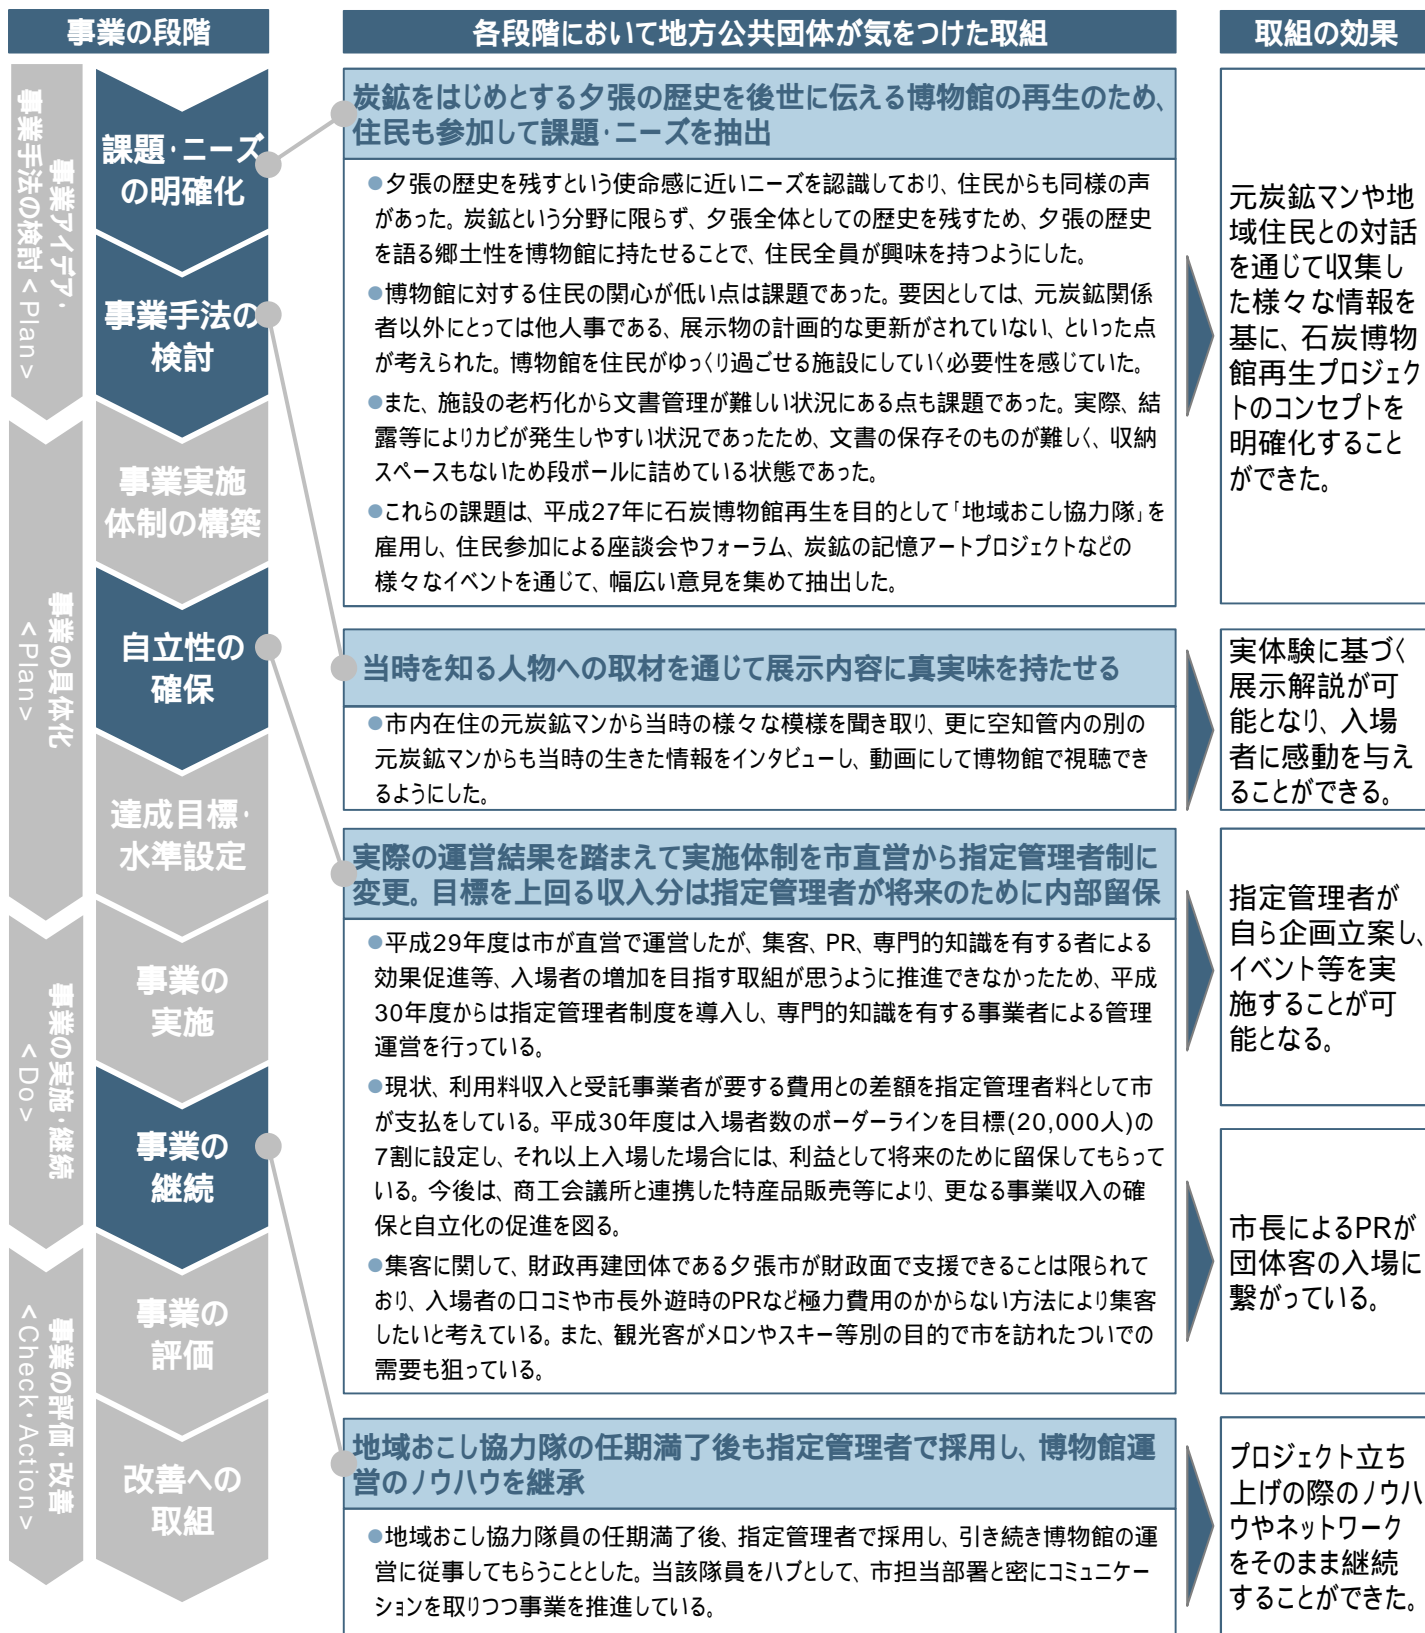 事業の段階
各段階において地方公共団体が気をつけた取組
取組の効果
事業アイデア・
事業手法の検討<Plan>
事業の具体化
<Plan>
事業の実施・継続
<Do>
事業の評価・改善
<Check・Action>
課題・ニーズ
の明確化
事業手法の
検討
事業実施
体制の構築
自立性の
確保
達成目標・
水準設定
事業の
実施
事業の
継続
事業の
評価
改善への
取組
炭鉱をはじめとする夕張の歴史を後世に伝える博物館の再生のため、
住民も参加して課題・ニーズを抽出
●夕張の歴史を残すという使命感に近いニーズを認識しており、住民からも同様の声
があった。炭鉱という分野に限らず、夕張全体としての歴史を残すため、夕張の歴史
を語る郷土性を博物館に持たせることで、住民全員が興味を持つようにした。
●博物館に対する住民の関心が低い点は課題であった。要因としては、元炭鉱関係
者以外にとっては他人事である、展示物の計画的な更新がされていない、といった点
が考えられた。博物館を住民がゆっくり過ごせる施設にしていく必要性を感じていた。
●また、施設の老朽化から文書管理が難しい状況にある点も課題であった。実際、結
露等によりカビが発生しやすい状況であったため、文書の保存そのものが難しく、収納
スペースもないため段ボールに詰めている状態であった。
●これらの課題は、平成27年に石炭博物館再生を目的として「地域おこし協力隊」を
雇用し、住民参加による座談会やフォーラム、炭鉱の記憶アートプロジェクトなどの
様々なイベントを通じて、幅広い意見を集めて抽出した。
元炭鉱マンや地
域住民との対話
を通じて収集し
た様々な情報を
基に、石炭博物
館再生プロジェク
トのコンセプトを
明確化すること
ができた。
当時を知る人物への取材を通じて展示内容に真実味を持たせる
●市内在住の元炭鉱マンから当時の様々な模様を聞き取り、更に空知管内の別の
元炭鉱マンからも当時の生きた情報をインタビューし、動画にして博物館で視聴でき
るようにした。
実体験に基づく
展示解説が可
能となり、入場
者に感動を与え
ることができる。
実際の運営結果を踏まえて実施体制を市直営から指定管理者制に
変更。目標を上回る収入分は指定管理者が将来のために内部留保
●平成29年度は市が直営で運営したが、集客、PR、専門的知識を有する者による
効果促進等、入場者の増加を目指す取組が思うように推進できなかったため、平成
30年度からは指定管理者制度を導入し、専門的知識を有する事業者による管理
運営を行っている。
●現状、利用料収入と受託事業者が要する費用との差額を指定管理者料として市
が支払をしている。平成30年度は入場者数のボーダーラインを目標(20,000人)の
7割に設定し、それ以上入場した場合には、利益として将来のために留保してもらって
いる。今後は、商工会議所と連携した特産品販売等により、更なる事業収入の確
保と自立化の促進を図る。
●集客に関して、財政再建団体である夕張市が財政面で支援できることは限られて
おり、入場者の口コミや市長外遊時のPRなど極力費用のかからない方法により集客
したいと考えている。また、観光客がメロンやスキー等別の目的で市を訪れたついでの
需要も狙っている。
指定管理者が
自ら企画立案し、
イベント等を実
施することが可
能となる。
市長によるPRが
団体客の入場に
繋がっている。
地域おこし協力隊の任期満了後も指定管理者で採用し、博物館運
営のノウハウを継承
●地域おこし協力隊員の任期満了後、指定管理者で採用し、引き続き博物館の運
営に従事してもらうこととした。当該隊員をハブとして、市担当部署と密にコミュニケー
ションを取りつつ事業を推進している。
プロジェクト立ち
上げの際のノウハ
ウやネットワーク
をそのまま継続
することができた。